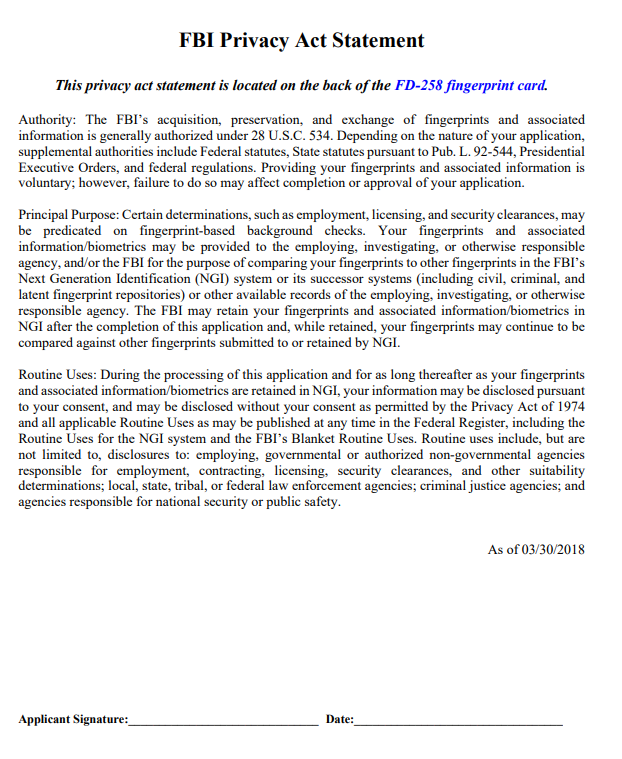 FBI Privacy Act Statement
This privacy act statement is located on the back of the FD-258 fingerprint card.
Authority: The FBI's acquisition, preservation, and exchange of fingerprints and associated
information is generally authorized under 28 U.S.C. 534. Depending on the nature of your application,
supplemental authorities include Federal statutes, State statutes pursuant to Pub. L. 92-544, Presidential
Executive Orders, and federal regulations. Providing your fingerprints and associated information is
voluntary; however, failure to do so may affect completion or approval of your application.
Principal Purpose: Certain determinations, such as employment, licensing, and security clearances, may
be predicated on fingerprint-based background checks. Your fingerprints and associated
information/biometrics may be provided to the employing, investigating, or otherwise responsible
agency, and/or the FBI for the purpose of comparing your fingerprints to other fingerprints in the FBI's
Next Generation Identification (NGI) system or its successor systems (including civil, criminal, and
latent fingerprint repositories) or other available records of the employing, investigating, or otherwise
responsible agency. The FBI may retain your fingerprints and associated information/biometrics in
NGI after the completion of this application and, while retained, your fingerprints may continue to be
compared against other fingerprints submitted to or retained by NGI.
Routine Uses: During the processing of this application and for as long thereafter as your fingerprints
and associated information/biometrics are retained in NGI, your information may be disclosed pursuant
to your consent, and may be disclosed without your consent as permitted by the Privacy Act of 1974
and all applicable Routine Uses as may be published at any time in the Federal Register, including the
Routine Uses for the NGI system and the FBI's Blanket Routine Uses. Routine uses include, but are
not limited to, disclosures to: employing, governmental or authorized non-governmental agencies
responsible for employment, contracting, licensing, security clearances, and other suitability
determinations; local, state, tribal, or federal law enforcement agencies; criminal justice agencies; and
agencies responsible for national security or public safety.
As of 03/30/2018
Applicant Signature:______________________________ Date:_________________________________